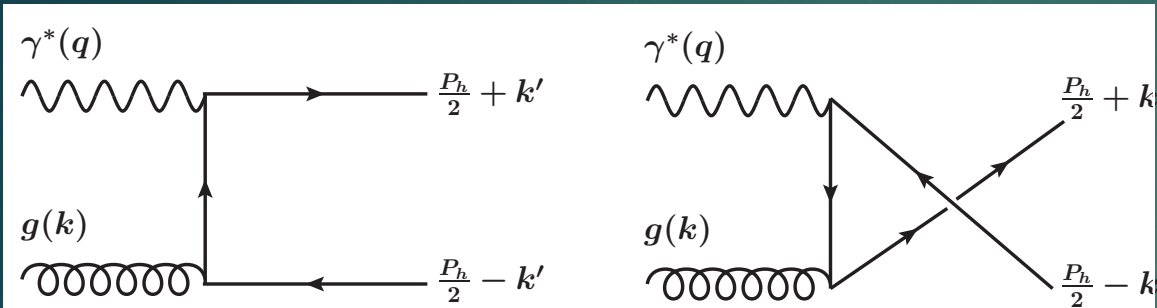 γ*(q)
P_h/2 + k′
g(k)
P_h/2 − k′
γ*(q)
P_h/2 + k
g(k)
P_h/2 − k